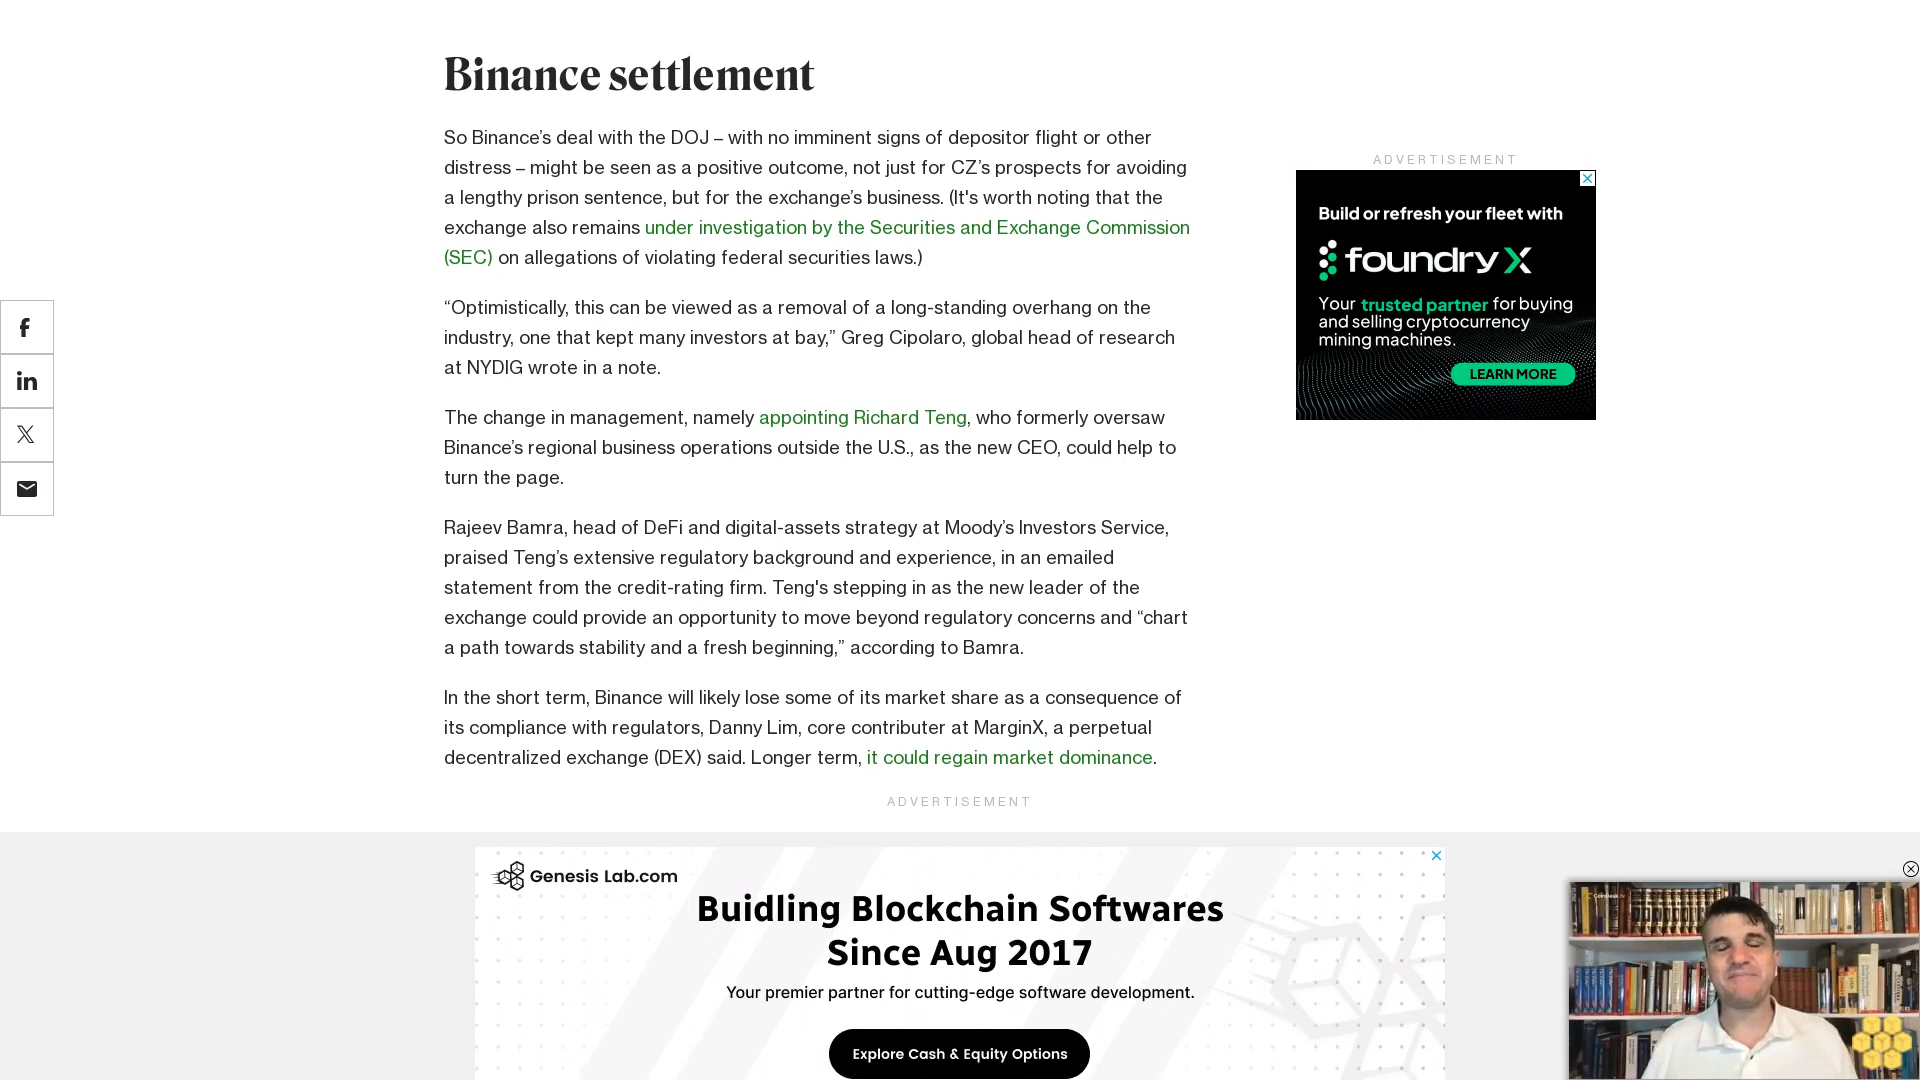 Binance settlement
So Binance’s deal with the DOJ – with no imminent signs of depositor flight or other
distress – might be seen as a positive outcome, not just for CZ’s prospects for avoiding
a lengthy prison sentence, but for the exchange’s business. (It's worth noting that the
exchange also remains under investigation by the Securities and Exchange Commission
(SEC) on allegations of violating federal securities laws.)
“Optimistically, this can be viewed as a removal of a long-standing overhang on the
industry, one that kept many investors at bay,” Greg Cipolaro, global head of research
at NYDIG wrote in a note.
The change in management, namely appointing Richard Teng, who formerly oversaw
Binance’s regional business operations outside the U.S., as the new CEO, could help to
turn the page.
Rajeev Bamra, head of DeFi and digital-assets strategy at Moody’s Investors Service,
praised Teng’s extensive regulatory background and experience, in an emailed
statement from the credit-rating firm. Teng's stepping in as the new leader of the
exchange could provide an opportunity to move beyond regulatory concerns and “chart
a path towards stability and a fresh beginning,” according to Bamra.
In the short term, Binance will likely lose some of its market share as a consequence of
its compliance with regulators, Danny Lim, core contributer at MarginX, a perpetual
decentralized exchange (DEX) said. Longer term, it could regain market dominance.
ADVERTISEMENT
Build or refresh your fleet with
foundry X
Your trusted partner for buying
and selling cryptocurrency
mining machines.
LEARN MORE
ADVERTISEMENT
Genesis Lab.com
Buidling Blockchain Softwares
Since Aug 2017
Your premier partner for cutting-edge software development.
Explore Cash & Equity Options